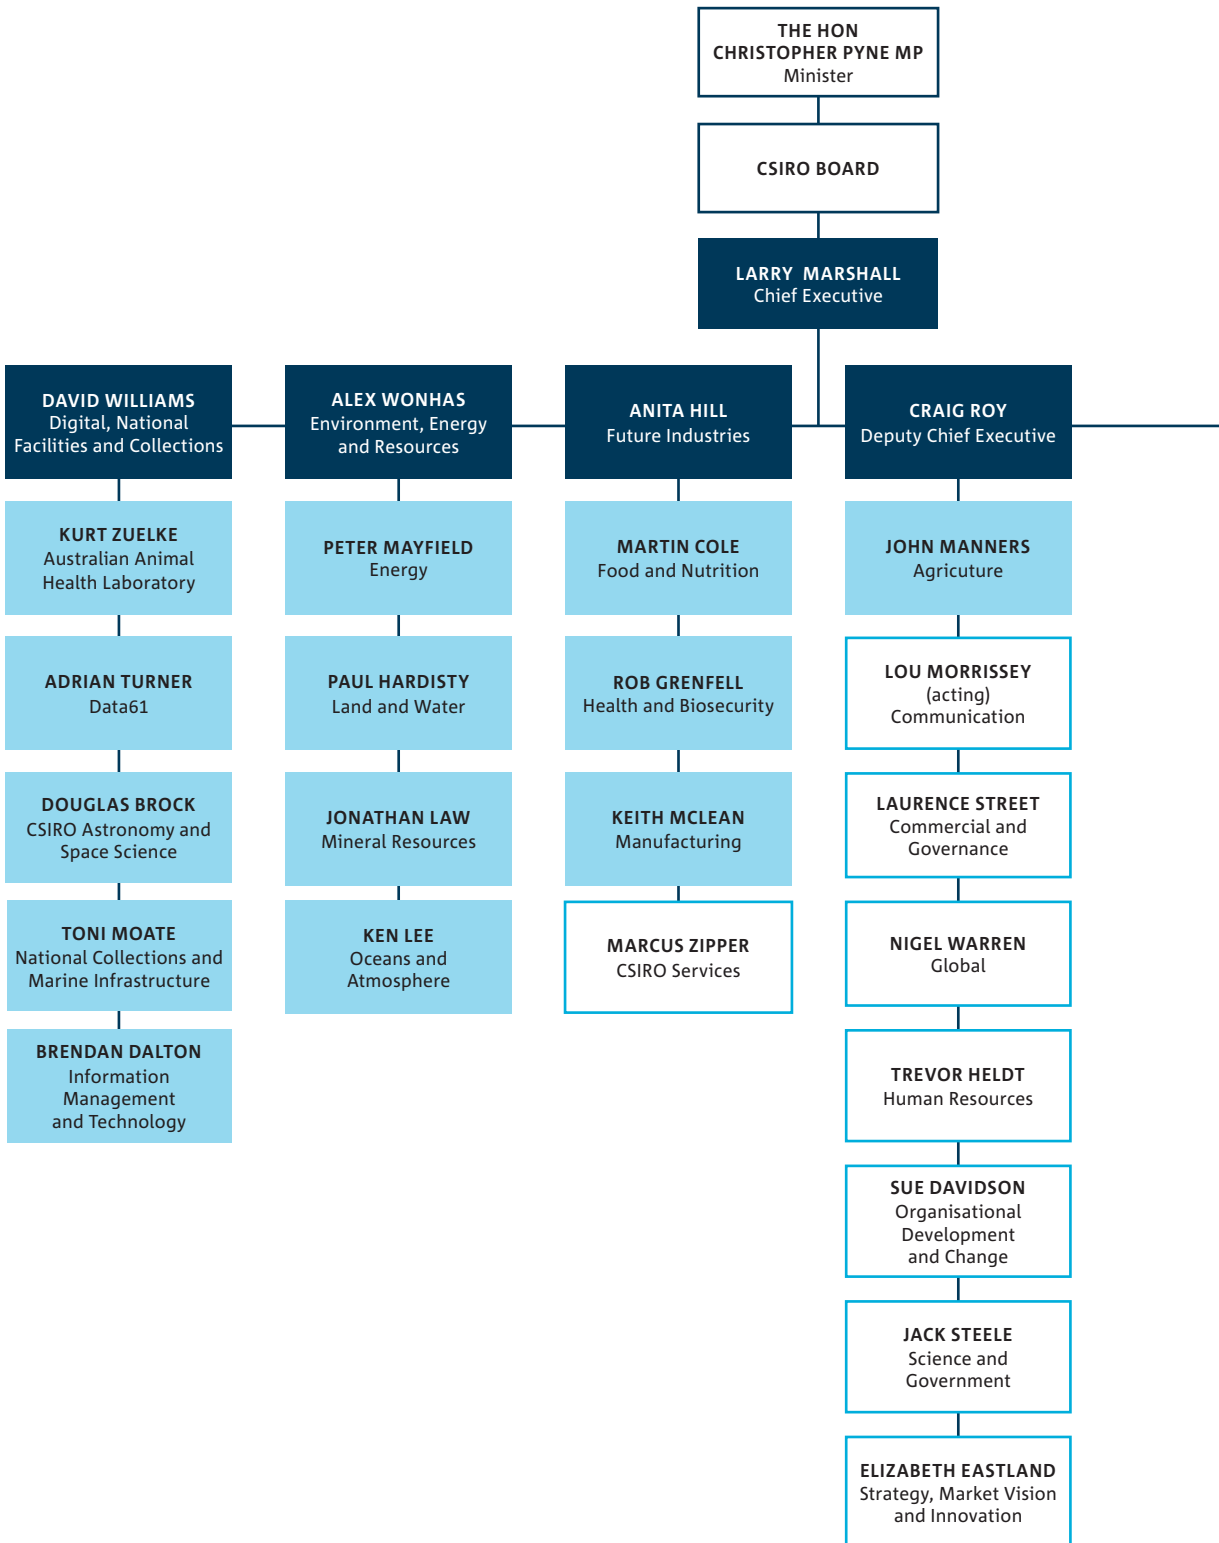 THE HON
CHRISTOPHER PYNE MP
Minister
CSIRO BOARD
LARRY MARSHALL
Chief Executive
DAVID WILLIAMS
Digital, National
Facilities and Collections
KURT ZUELKE
Australian Animal
Health Laboratory
ADRIAN TURNER
Data61
DOUGLAS BROCK
CSIRO Astronomy and
Space Science
TONI MOATE
National Collections and
Marine Infrastructure
BRENDAN DALTON
Information
Management
and Technology
ALEX WONHAS
Environment, Energy
and Resources
PETER MAYFIELD
Energy
PAUL HARDISTY
Land and Water
JONATHAN LAW
Mineral Resources
KEN LEE
Oceans and
Atmosphere
ANITA HILL
Future Industries
MARTIN COLE
Food and Nutrition
ROB GRENFELL
Health and Biosecurity
KEITH MCLEAN
Manufacturing
MARCUS ZIPPER
CSIRO Services
CRAIG ROY
Deputy Chief Executive
JOHN MANNERS
Agricuture
LOU MORRISSEY
(acting)
Communication
LAURENCE STREET
Commercial and
Governance
NIGEL WARREN
Global
TREVOR HELDT
Human Resources
SUE DAVIDSON
Organisational
Development
and Change
JACK STEELE
Science and
Government
ELIZABETH EASTLAND
Strategy, Market Vision
and Innovation